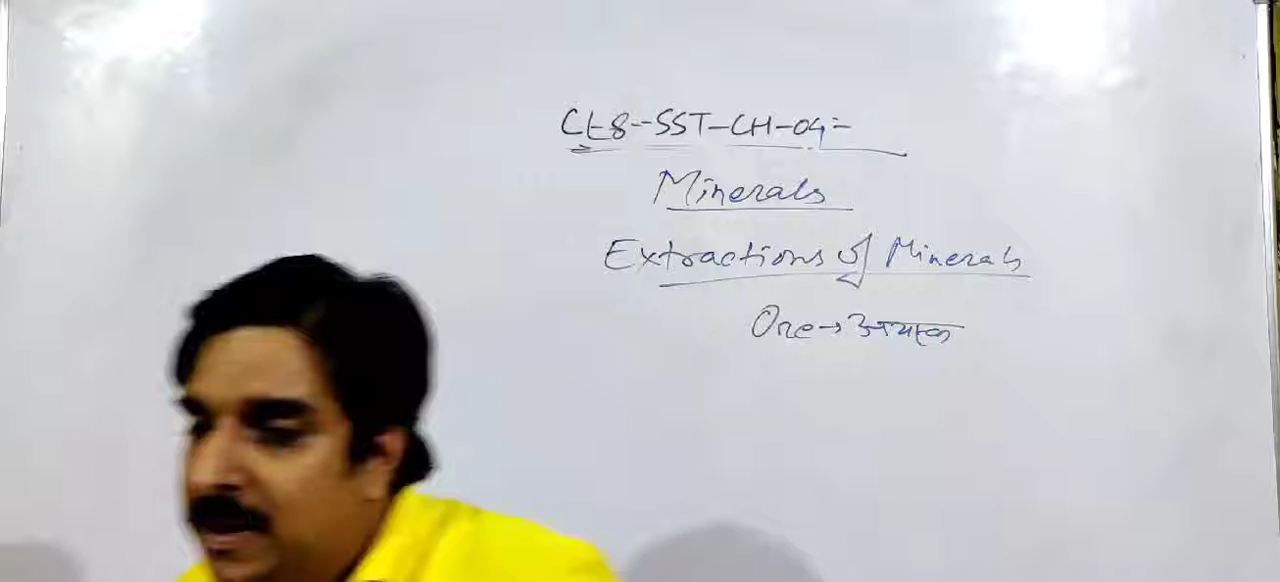 CL-8-SST-CH-04:-
Minerals
Extractions of Minerals
Ore→अयस्क